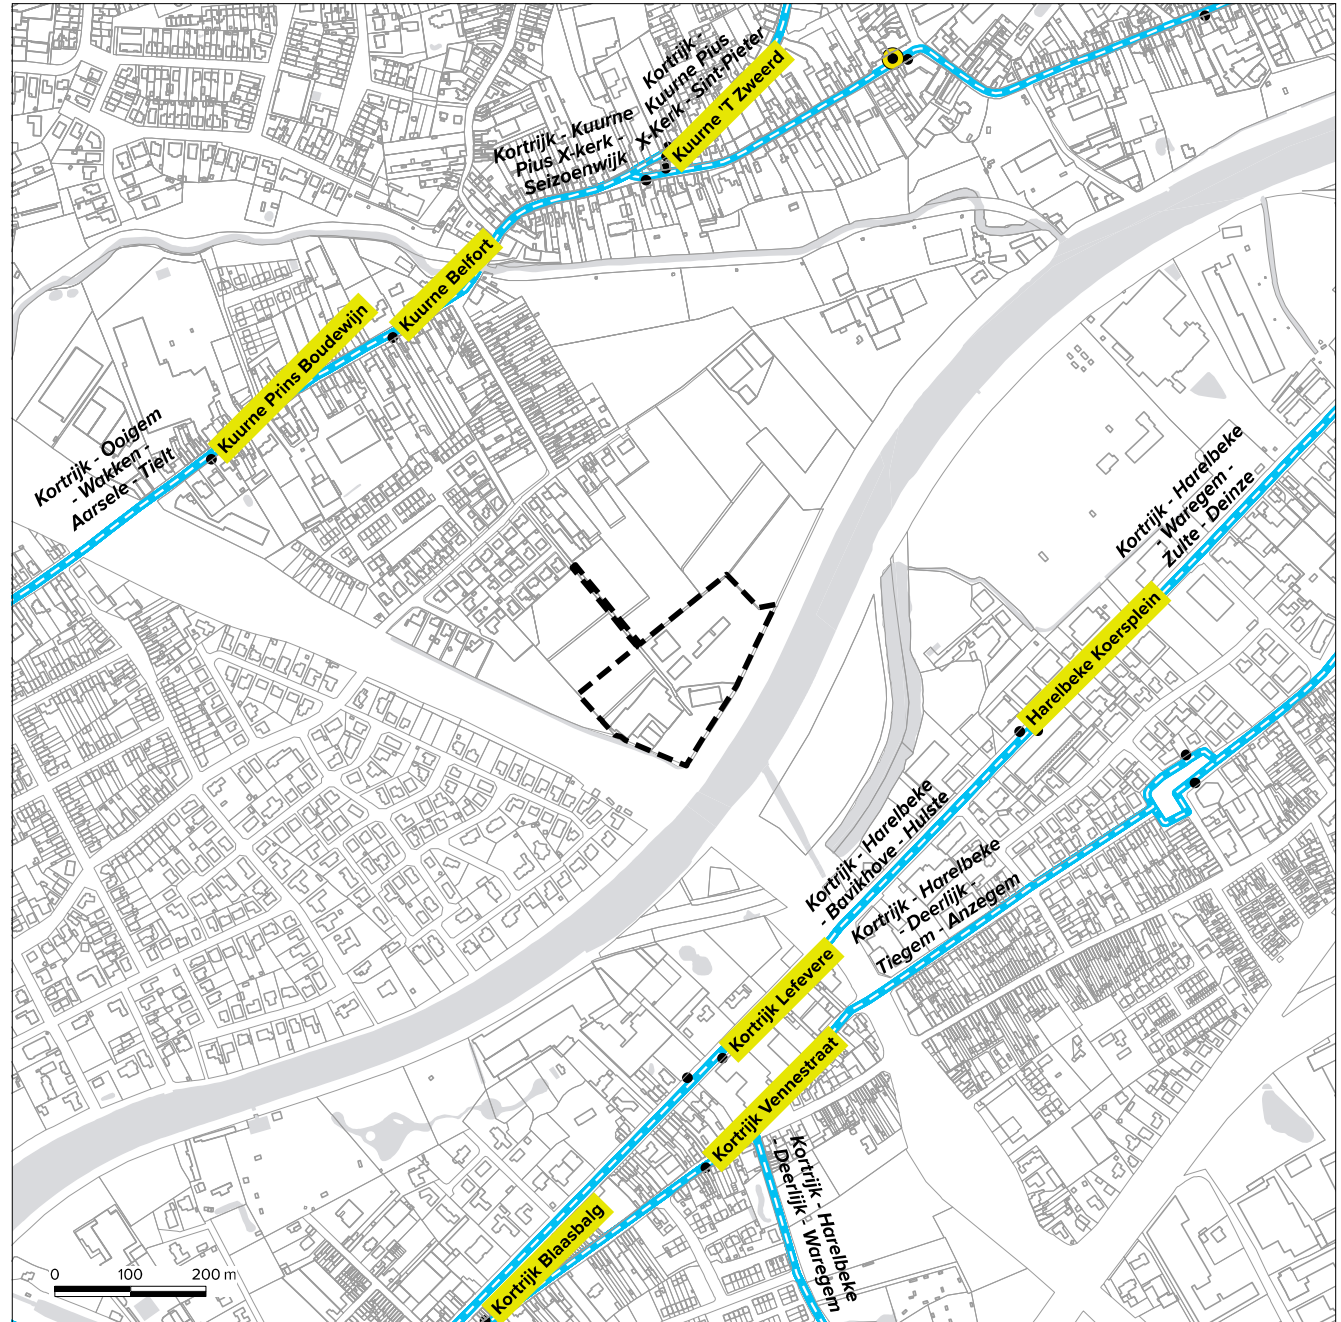 Kortrijk -
Kuurne Pius
X-Kerk - Sint-Pieter
Kuurne 'T Zweerd
Kortrijk - Kuurne
Pius X-kerk -
Seizoenwijk
Kuurne Belfort
Kuurne Prins Boudewijn
Kortrijk - Ooigem
- Wakken -
Aarsele - Tielt
Kortrijk - Harelbeke
- Waregem -
Zulte - Deinze
Harelbeke Koersplein
Kortrijk - Harelbeke
- Bavikhove - Hulste
Kortrijk - Harelbeke
- Deerlijk -
Tiegem - Anzegem
Kortrijk Lefevere
Kortrijk Vennestraat
Kortrijk - Harelbeke
- Deerlijk - Waregem
Kortrijk Blaasbalg
0 100 200 m